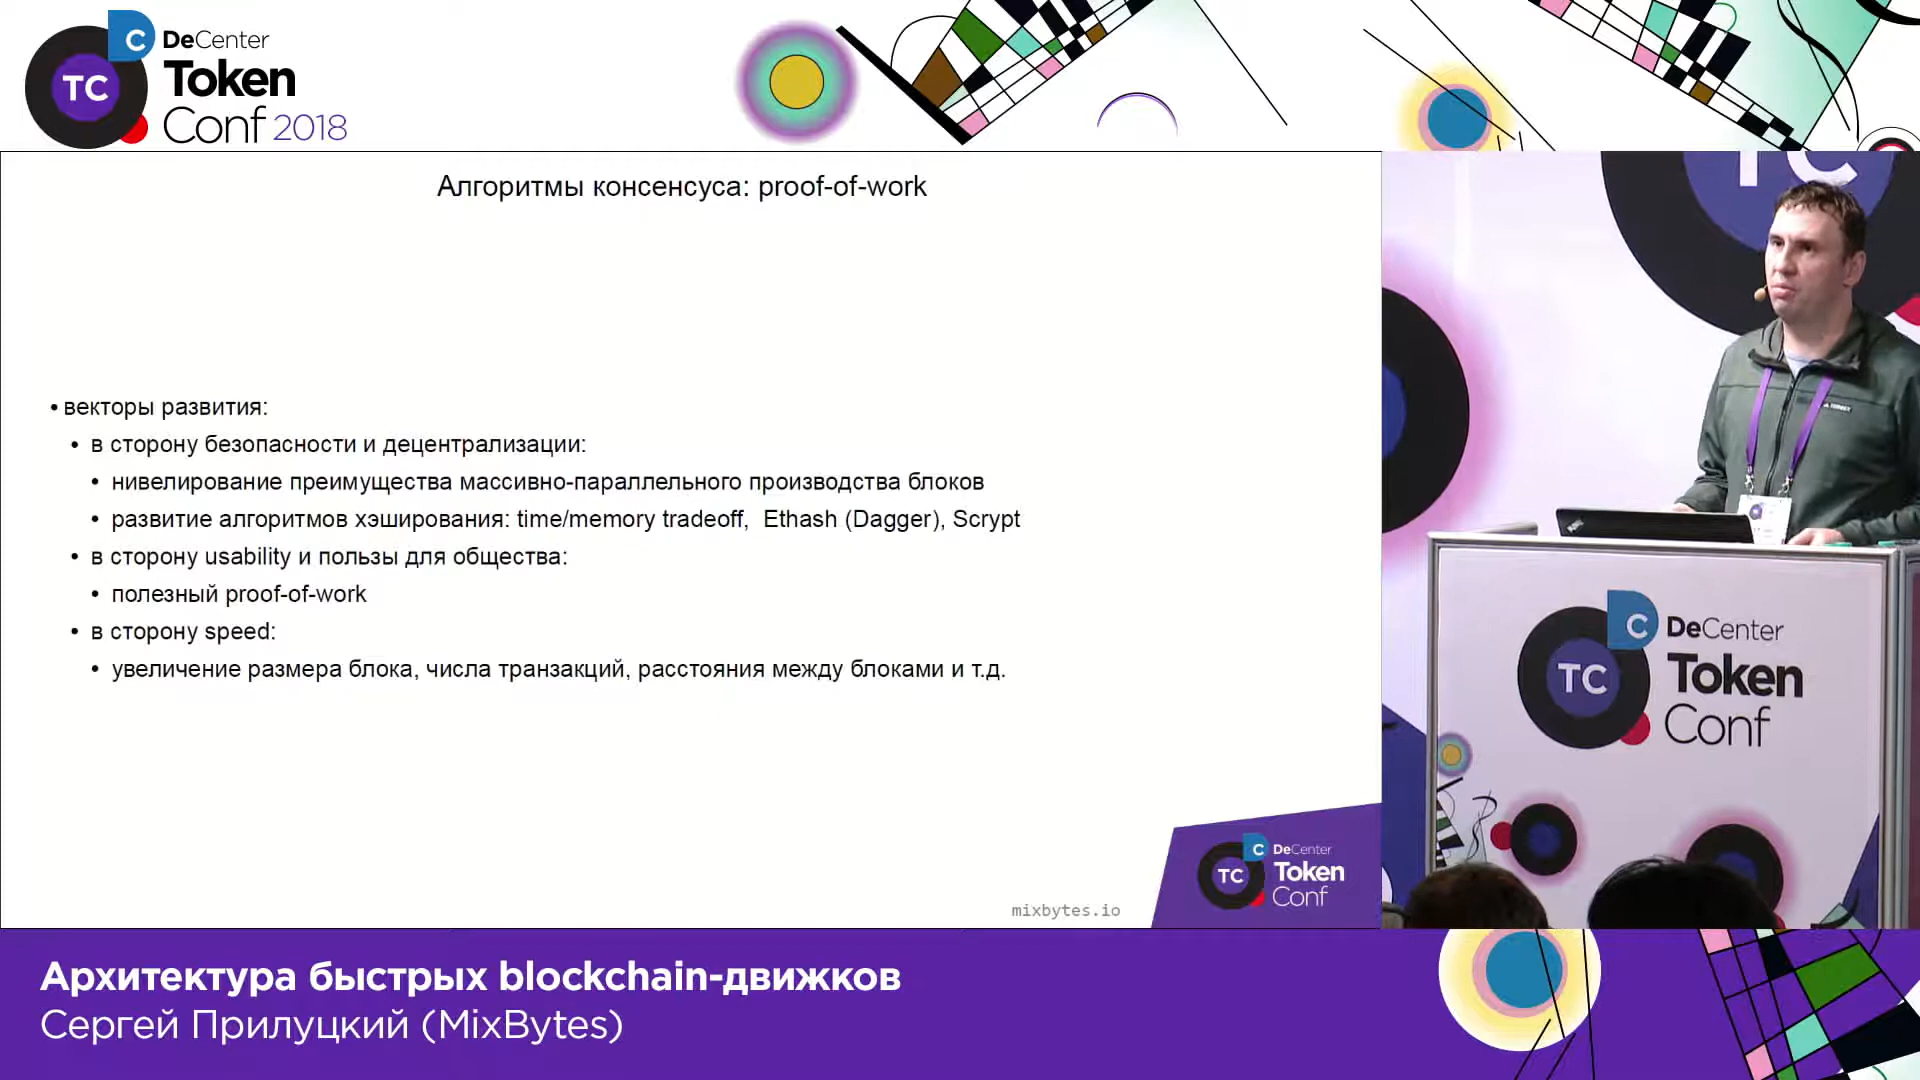 C DeCenter
TC Token
Conf 2018
Алгоритмы консенсуса: proof-of-work
• векторы развития:
• в сторону безопасности и децентрализации:
• нивелирование преимущества массивно-параллельного производства блоков
• развитие алгоритмов хэширования: time/memory tradeoff, Ethash (Dagger), Scrypt
• в сторону usability и пользы для общества:
• полезный proof-of-work
• в сторону speed:
• увеличение размера блока, числа транзакций, расстояния между блоками и т.д.
mixbytes.io
C DeCenter
TC Token
Conf
TC
C DeCenter
TC Token
Conf
Архитектура быстрых blockchain-движков
Сергей Прилуцкий (MixBytes)